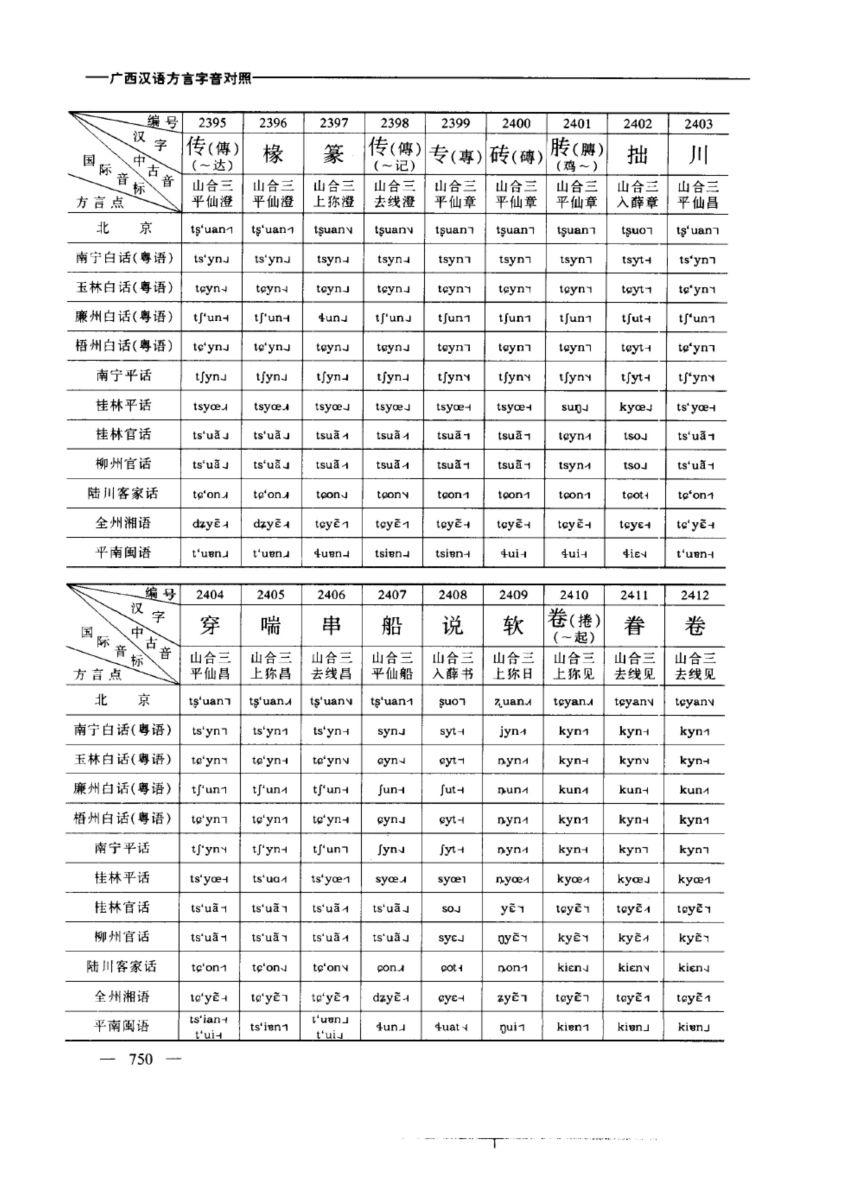 广西汉语方言字音对照
编号 2395 2396 2397 2398 2399 2400 2401 2402 2403
汉字 传(傳) 椽 篆 传(傳) 专(專) 砖(磚) 膞(膊) 拙 川
(~达) (~记) (鸡~)
国际音标 中古音 山合三 山合三 山合三 山合三 山合三 山合三 山合三 山合三 山合三
方言点 平仙澄 平仙澄 上狝澄 去线澄 平仙章 平仙章 平仙章 入薛章 平仙昌
北京 tʂʻuan˧˥ tʂʻuan˧˥ tʂuan˥˩ tʂuan˥˩ tʂuan˥ tʂuan˥ tʂuan˥ tʂuo˥ tʂʻuan˥
南宁白话(粤语) tsʻyn tsʻyn tsyn tsyn tsyn tsyn tsyn tsyt tsʻyn
玉林白话(粤语) tɕyn tɕyn tɕyn tɕyn tɕyn tɕyn tɕyn tɕyt tɕʻyn
廉州白话(粤语) tʃʻun tʃʻun ɬun tʃʻun tʃun tʃun tʃun tʃut tʃʻun
梧州白话(粤语) tɕʻyn tɕʻyn tɕyn tɕyn tɕyn tɕyn tɕyn tɕyt tɕʻyn
南宁平话 tʃyn tʃyn tʃyn tʃyn tʃyn tʃyn tʃyn tʃyt tʃʻyn
桂林平话 tsyœ tsyœ tsyœ tsyœ tsyœ tsyœ suŋ kyœ tsʻyœ
桂林官话 tsʻuã tsʻuã tsuã tsuã tsuã tsuã tɕyn tso tsʻuã
柳州官话 tsʻuã tsʻuã tsuã tsuã tsuã tsuã tsyn tso tsʻuã
陆川客家话 tɕʻon tɕʻon tɕon tɕon tɕon tɕon tɕon tɕot tɕʻon
全州湘语 dʑyẽ dʑyẽ tɕyẽ tɕyẽ tɕyẽ tɕyẽ tɕyẽ tɕyɛ tɕʻyẽ
平南闽语 tʻuɐn tʻuɐn ɬuɐn tsiɐn tsiɐn ɬui ɬui ɬiɛ tʻuɐn
编号 2404 2405 2406 2407 2408 2409 2410 2411 2412
汉字 穿 喘 串 船 说 软 卷(捲) 眷 卷
(~起)
国际音标 中古音 山合三 山合三 山合三 山合三 山合三 山合三 山合三 山合三 山合三
方言点 平仙昌 上狝昌 去线昌 平仙船 入薛书 上狝日 上狝见 去线见 去线见
北京 tʂʻuan˥ tʂʻuan tʂʻuan˥˩ tʂʻuan˧˥ ʂuo˥ ʐuan tɕyan tɕyan˥˩ tɕyan˥˩
南宁白话(粤语) tsʻyn tsʻyn tsʻyn syn syt jyn kyn kyn kyn
玉林白话(粤语) tɕʻyn tɕʻyn tɕʻyn ɕyn ɕyt ȵyn kyn kyn kyn
廉州白话(粤语) tʃʻun tʃʻun tʃʻun ʃun ʃut ȵun kun kun kun
梧州白话(粤语) tɕʻyn tɕʻyn tɕʻyn ɕyn ɕyt ȵyn kyn kyn kyn
南宁平话 tʃʻyn tʃʻyn tʃʻun ʃyn ʃyt ȵyn kyn kyn kyn
桂林平话 tsʻyœ tsʻuɑ tsʻyœ syœ syœ ȵyœ kyœ kyœ kyœ
桂林官话 tsʻuã tsʻuã tsʻuã tsʻuã so yẽ tɕyẽ tɕyẽ tɕyẽ
柳州官话 tsʻuã tsʻuã tsʻuã tsʻuã syɛ ŋyẽ kyẽ kyẽ kyẽ
陆川客家话 tɕʻon tɕʻon tɕʻon ɕon ɕot ȵon kiɛn kiɛn kiɛn
全州湘语 tɕʻyẽ tɕʻyẽ tɕʻyẽ dʑyẽ ɕyɛ ʑyẽ tɕyẽ tɕyẽ tɕyẽ
平南闽语 tsʻian tʻui tsʻiɐn tʻuɐn tʻui ɬun ɬuat ŋui kiɐn kiɐn kiɐn
— 750 —